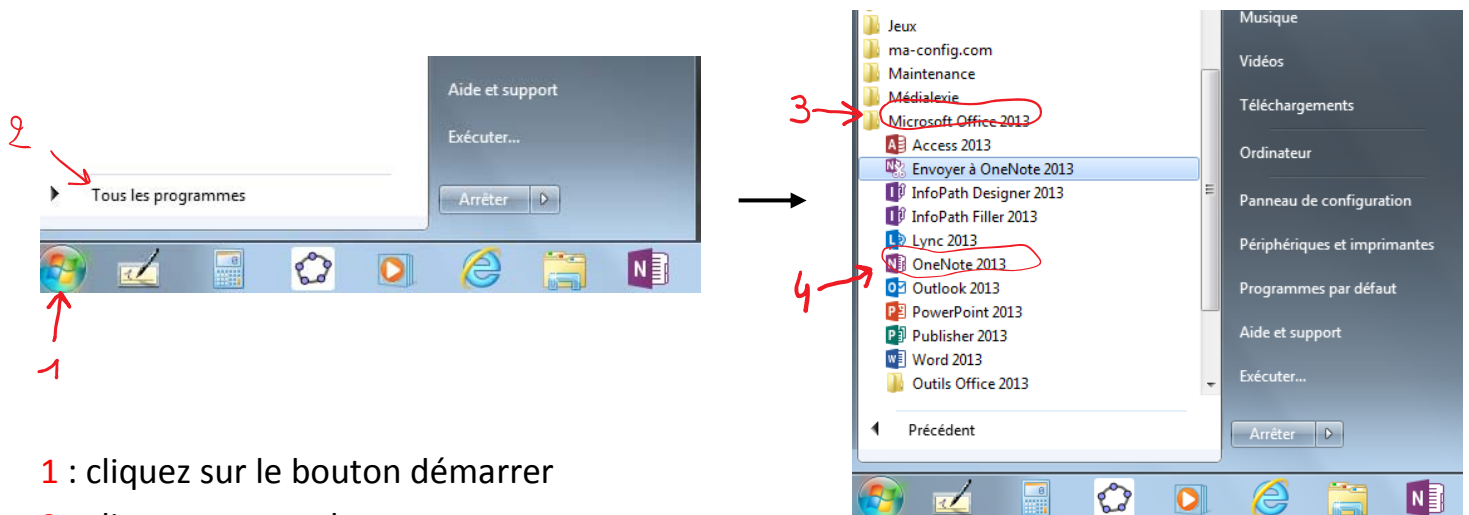 2
Aide et support
Exécuter...
Tous les programmes
Arrêter
1
Jeux
ma-config.com
Maintenance
Médialexie
3
Microsoft Office 2013
Access 2013
Envoyer à OneNote 2013
InfoPath Designer 2013
InfoPath Filler 2013
Lync 2013
4
OneNote 2013
Outlook 2013
PowerPoint 2013
Publisher 2013
Word 2013
Outils Office 2013
Précédent
Musique
Vidéos
Téléchargements
Ordinateur
Panneau de configuration
Périphériques et imprimantes
Programmes par défaut
Aide et support
Exécuter...
Arrêter
1 : cliquez sur le bouton démarrer